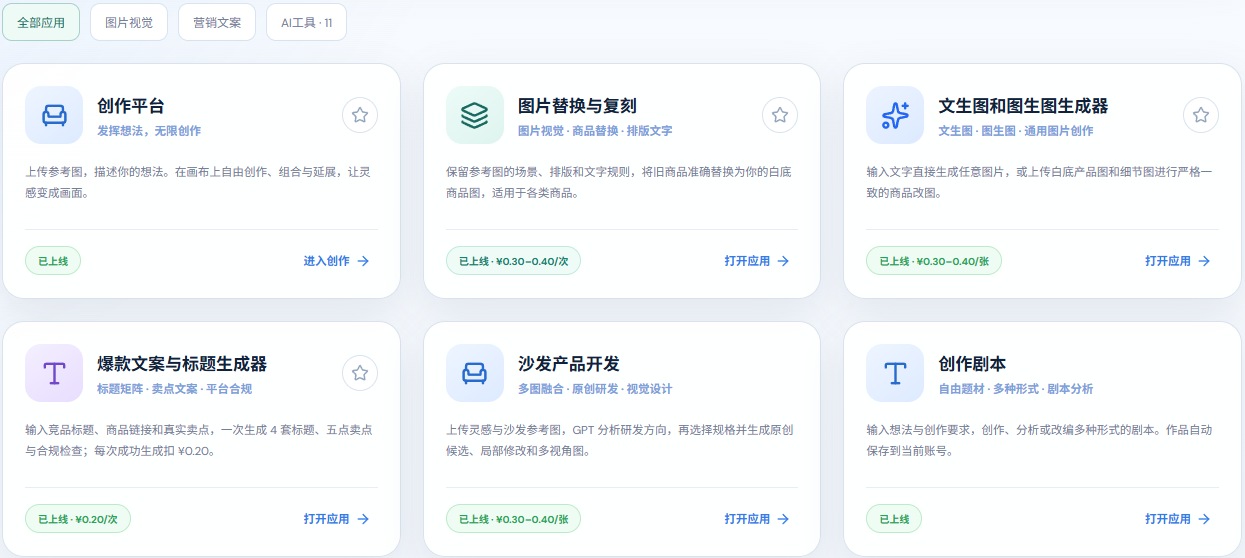 全部应用
图片视觉
营销文案
AI工具 · 11
创作平台
发挥想法，无限创作
上传参考图，描述你的想法。在画布上自由创作、组合与延展，让灵
感变成画面。
已上线
进入创作 →
图片替换与复刻
图片视觉 · 商品替换 · 排版文字
保留参考图的场景、排版和文字规则，将旧商品准确替换为你的白底
商品图，适用于各类商品。
已上线 · ¥0.30–0.40/次
打开应用 →
文生图和图生图生成器
文生图 · 图生图 · 通用图片创作
输入文字直接生成任意图片，或上传白底产品图和细节图进行严格一
致的商品改图。
已上线 · ¥0.30–0.40/张
打开应用 →
爆款文案与标题生成器
标题矩阵 · 卖点文案 · 平台合规
输入竞品标题、商品链接和真实卖点，一次生成 4 套标题、五点卖点
与合规检查；每次成功生成扣 ¥0.20。
已上线 · ¥0.20/次
打开应用 →
沙发产品开发
多图融合 · 原创研发 · 视觉设计
上传灵感与沙发参考图，GPT 分析研发方向，再选择规格并生成原创
候选、局部修改和多视角图。
已上线 · ¥0.30–0.40/张
打开应用 →
创作剧本
自由题材 · 多种形式 · 剧本分析
输入想法与创作要求，创作、分析或改编多种形式的剧本。作品自动
保存到当前账号。
已上线
打开应用 →